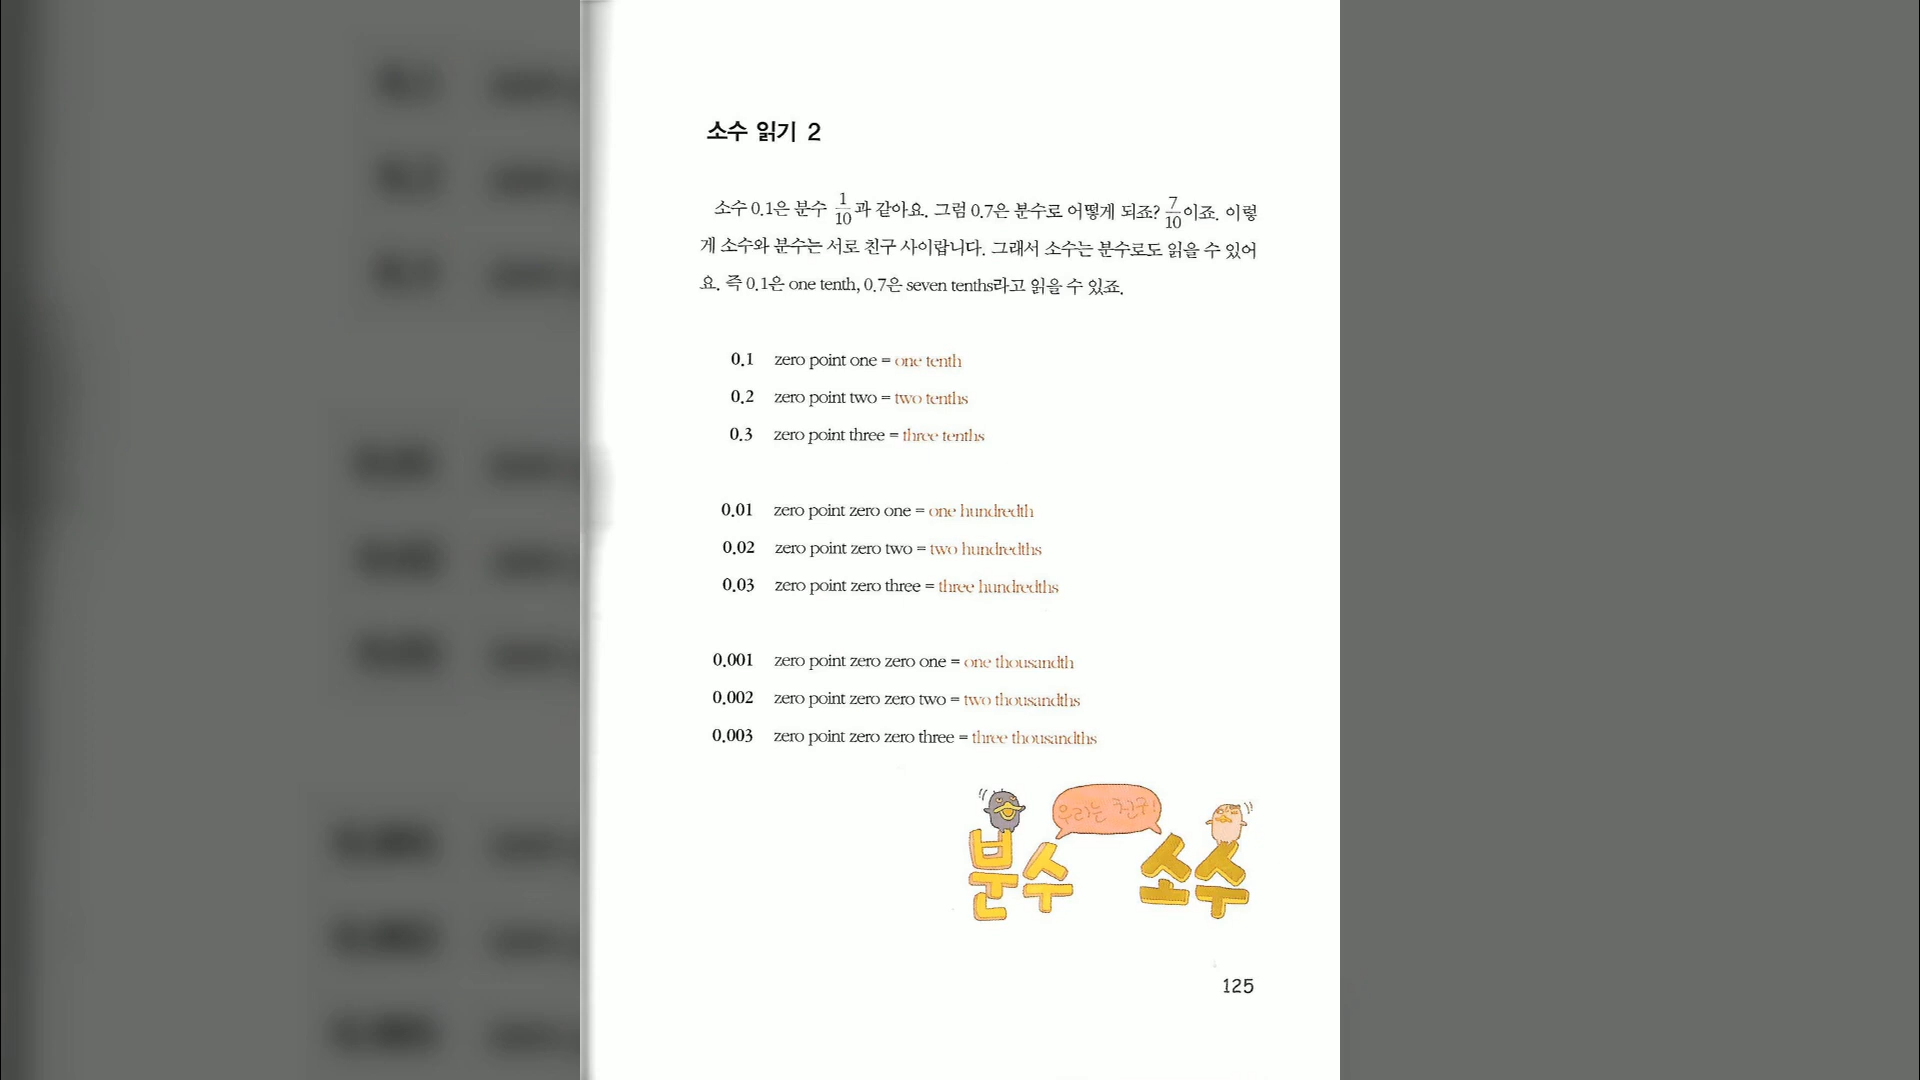 소수 읽기 2
소수 0.1은 분수 1/10과 같아요. 그럼 0.7은 분수로 어떻게 되죠? 7/10이죠. 이렇
게 소수와 분수는 서로 친구 사이랍니다. 그래서 소수는 분수로도 읽을 수 있어
요. 즉 0.1은 one tenth, 0.7은 seven tenths라고 읽을 수 있죠.
0.1 zero point one = one tenth
0.2 zero point two = two tenths
0.3 zero point three = three tenths
0.01 zero point zero one = one hundredth
0.02 zero point zero two = two hundredths
0.03 zero point zero three = three hundredths
0.001 zero point zero zero one = one thousandth
0.002 zero point zero zero two = two thousandths
0.003 zero point zero zero three = three thousandths
우리는 친구!
분수 소수
125